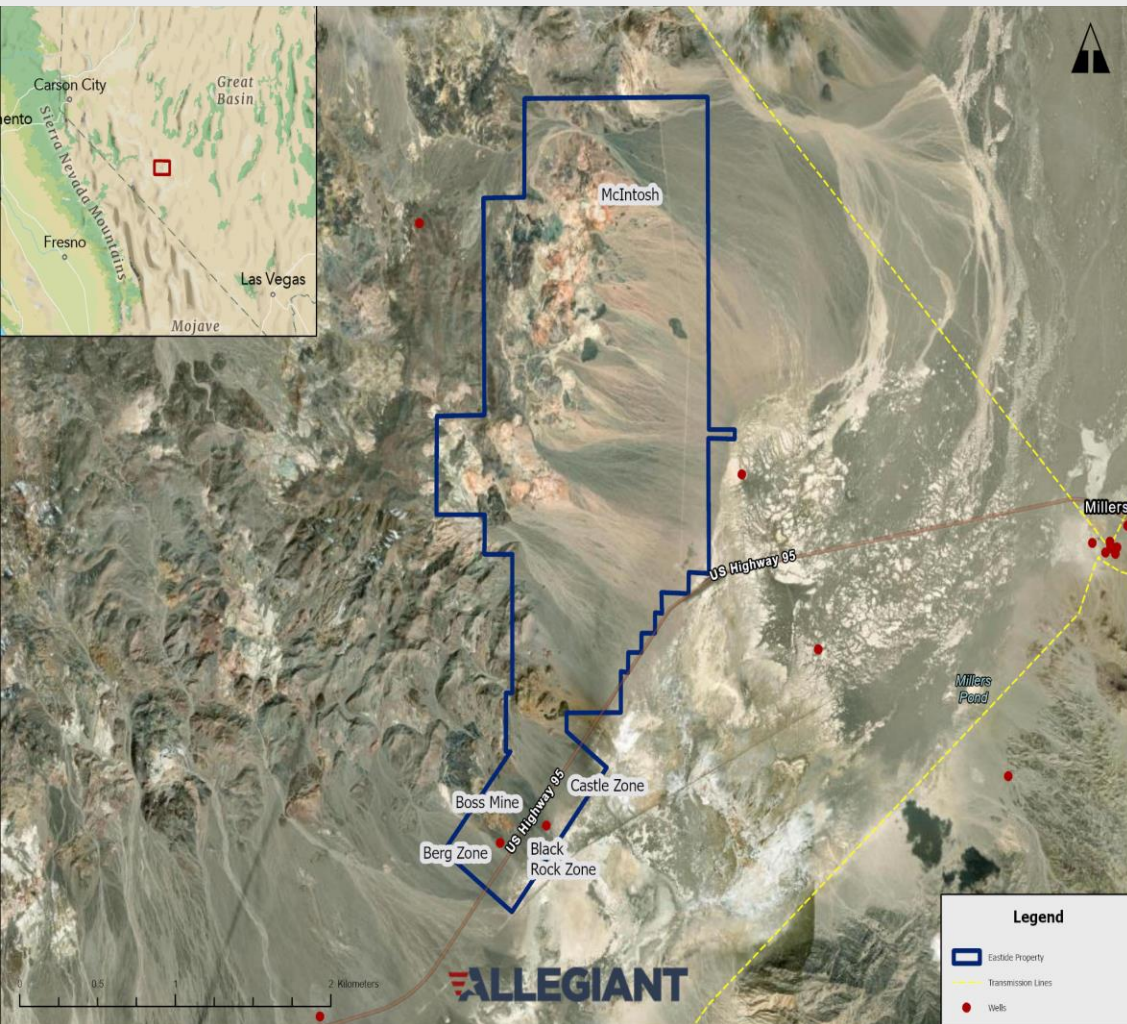 Carson City
Great
Basin
ento
Sierra Nevada Mountains
Fresno
Las Vegas
Mojave
McIntosh
Millers
US Highway 95
Millers
Pond
Castle Zone
Boss Mine
US Highway 95
Berg Zone
Black
Rock Zone
0 0.5 1 2 Kilometers
ALLEGIANT
Legend
Eastide Property
Transmission Lines
Wells